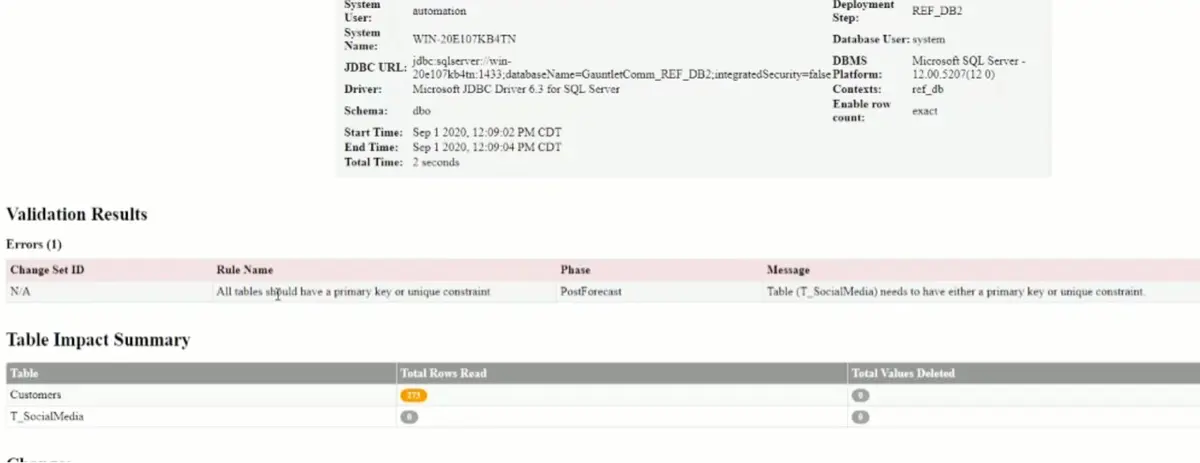 System User: automation Deployment Step: REF_DB2
System Name: WIN-20E107KB4TN Database User: system
JDBC URL: jdbc:sqlserver://win-20e107kb4tn:1433;databaseName=GauntletComm_REF_DB2;integratedSecurity=false DBMS Platform: Microsoft SQL Server - 12.00.5207(12 0)
Driver: Microsoft JDBC Driver 6.3 for SQL Server Contexts: ref_db
Schema: dbo Enable row count: exact
Start Time: Sep 1 2020, 12:09:02 PM CDT
End Time: Sep 1 2020, 12:09:04 PM CDT
Total Time: 2 seconds
Validation Results
Errors (1)
Change Set ID Rule Name Phase Message
N/A All tables should have a primary key or unique constraint PostForecast Table (T_SocialMedia) needs to have either a primary key or unique constraint.
Table Impact Summary
Table Total Rows Read Total Values Deleted
Customers 273 0
T_SocialMedia 0 0